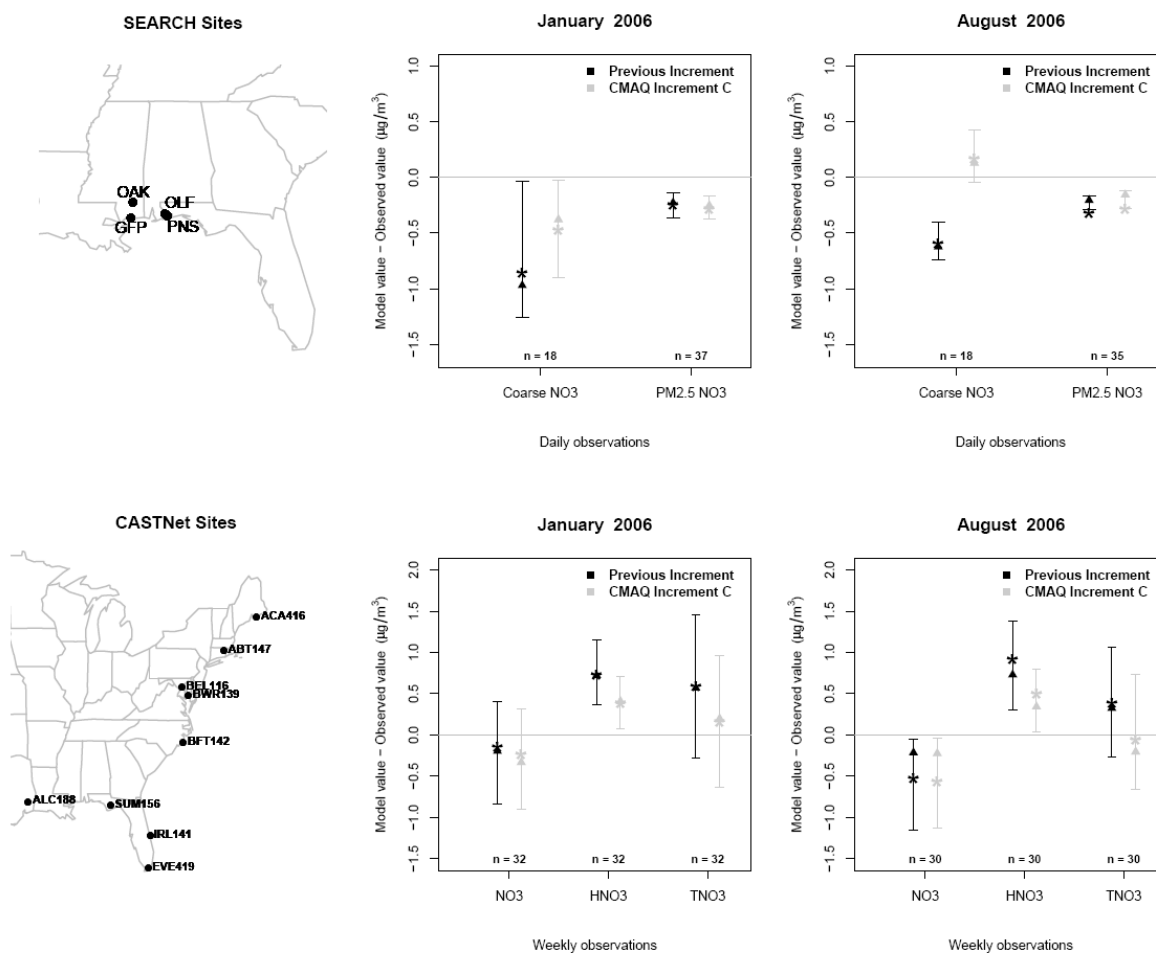 SEARCH Sites
OAK
OLF
GFP
PNS
January 2006
Model value − Observed value (µg/m³)
1.0
0.5
0.0
−0.5
−1.0
−1.5
Previous Increment
CMAQ Increment C
n = 18
n = 37
Coarse NO3
PM2.5 NO3
Daily observations
August 2006
Model value − Observed value (µg/m³)
1.0
0.5
0.0
−0.5
−1.0
−1.5
Previous Increment
CMAQ Increment C
n = 18
n = 35
Coarse NO3
PM2.5 NO3
Daily observations
CASTNet Sites
ACA416
ABT147
BEL116
BWR139
BFT142
ALC188
SUM156
IRL141
EVE419
January 2006
Model value − Observed value (µg/m³)
2.0
1.5
1.0
0.5
0.0
−0.5
−1.0
−1.5
Previous Increment
CMAQ Increment C
n = 32
n = 32
n = 32
NO3
HNO3
TNO3
Weekly observations
August 2006
Model value − Observed value (µg/m³)
2.0
1.5
1.0
0.5
0.0
−0.5
−1.0
−1.5
Previous Increment
CMAQ Increment C
n = 30
n = 30
n = 30
NO3
HNO3
TNO3
Weekly observations